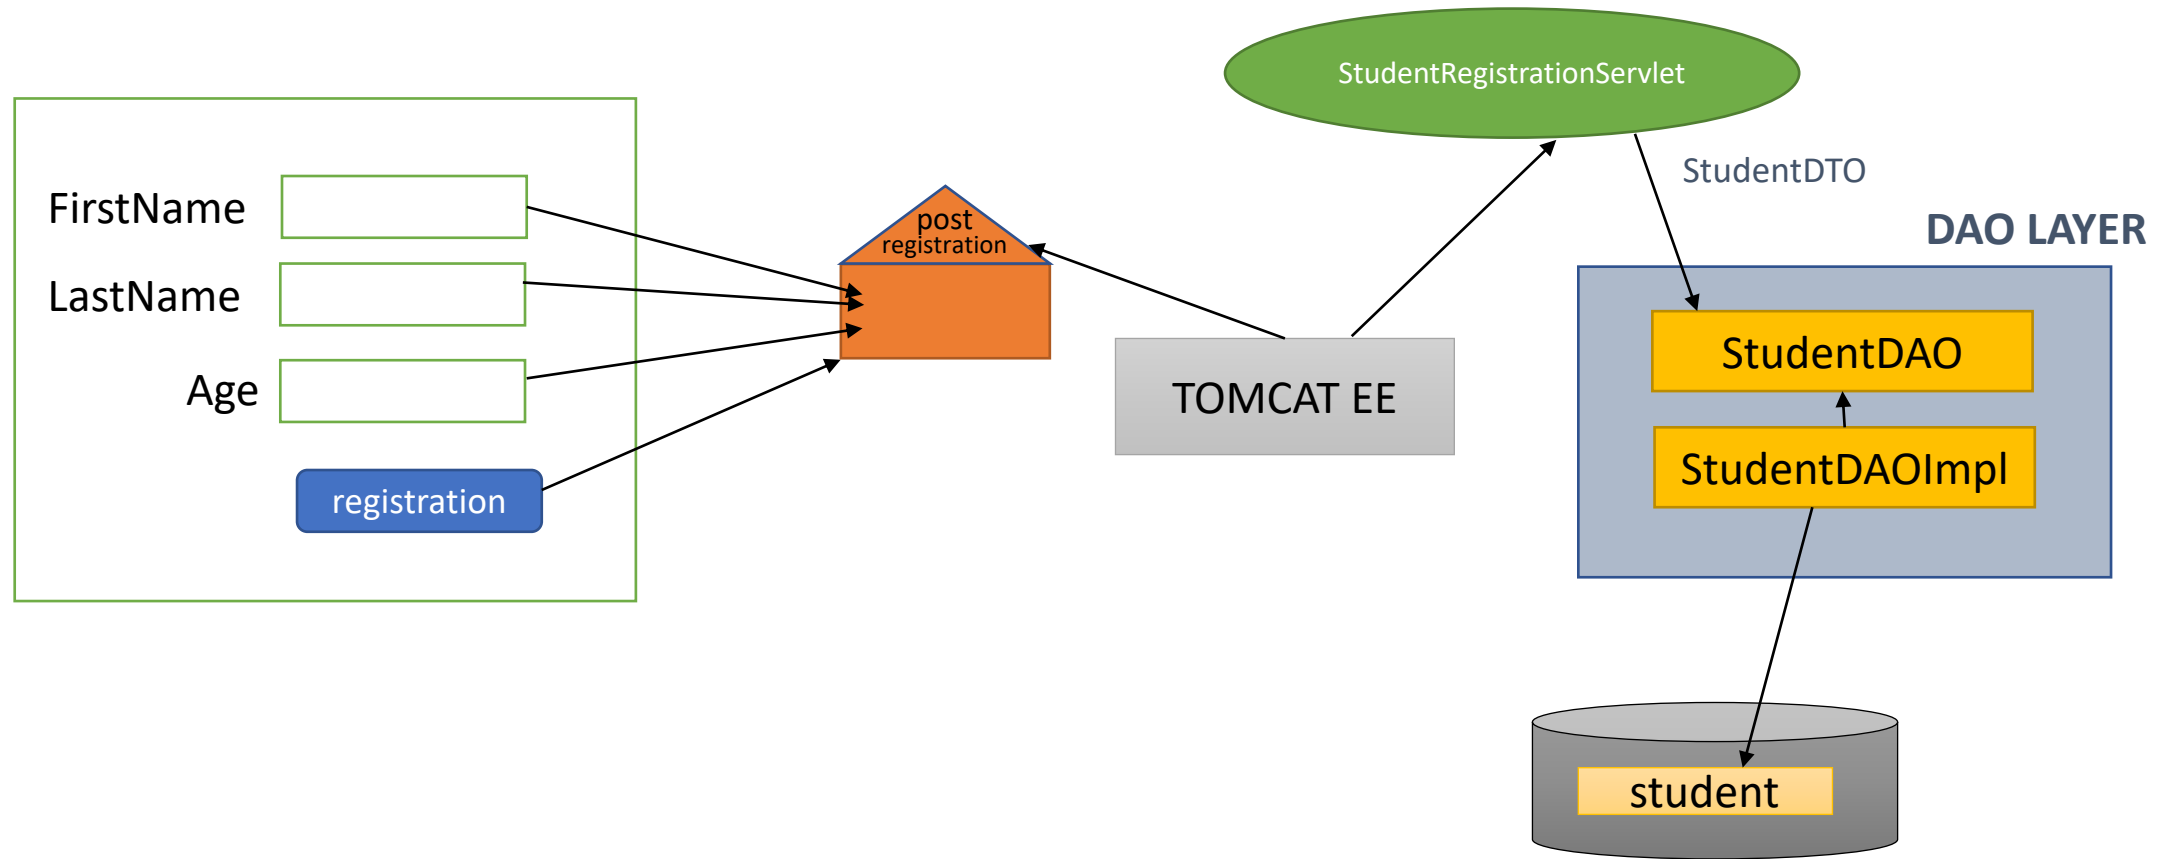 StudentRegistrationServlet
StudentDTO
FirstName
post
registration
DAO LAYER
LastName
StudentDAO
Age
TOMCAT EE
StudentDAOImpl
registration
student